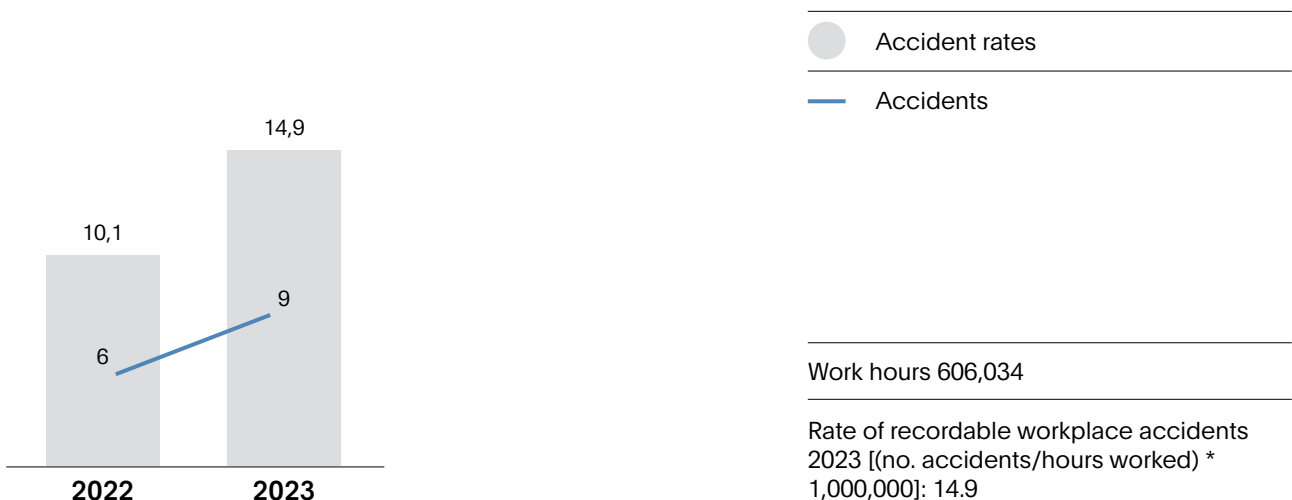 Accident rates
Accidents
14,9
10,1
9
6
2022 2023
Work hours 606,034
Rate of recordable workplace accidents
2023 [(no. accidents/hours worked) *
1,000,000]: 14.9